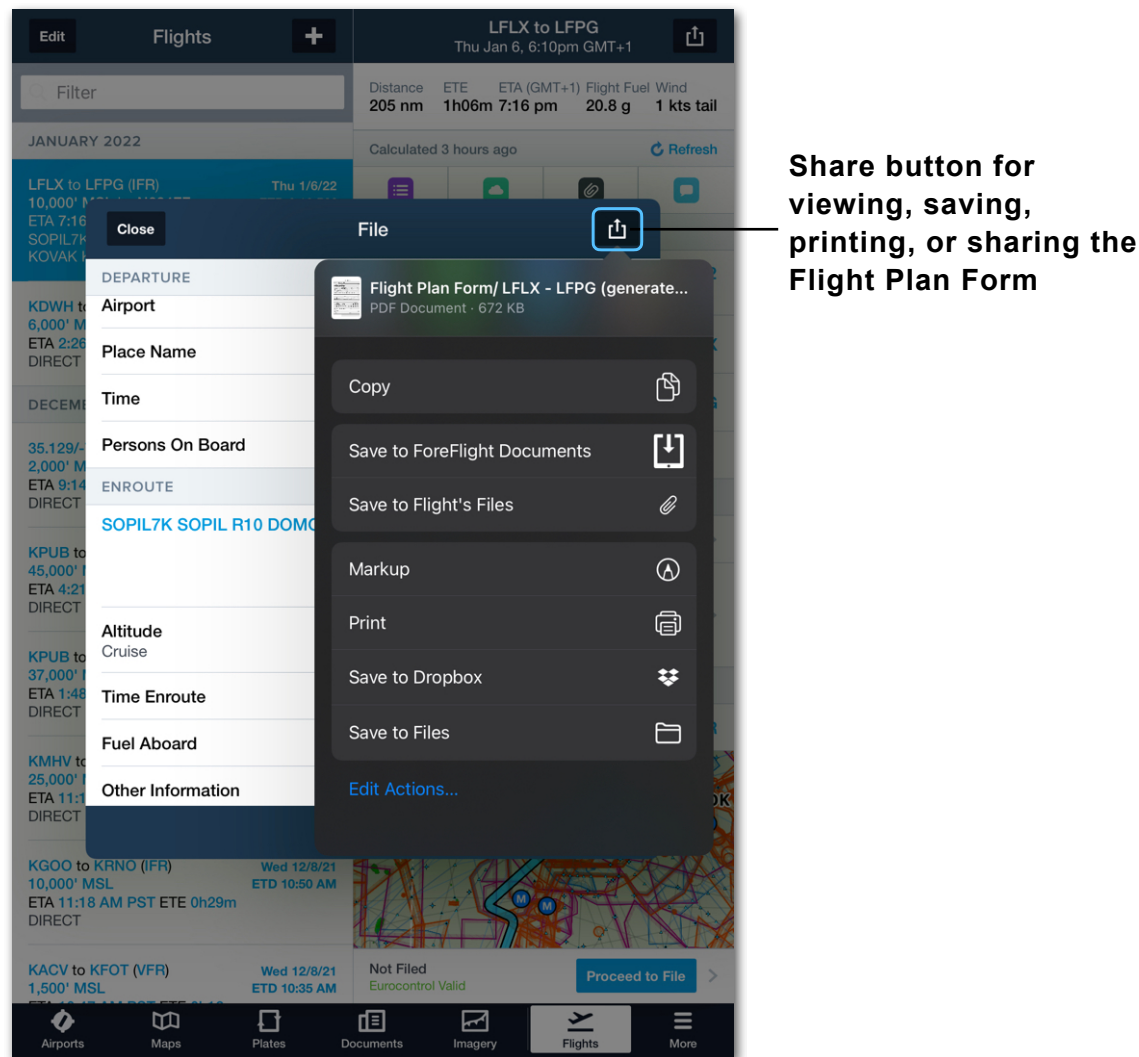 Edit
Flights
LFLX to LFPG
Thu Jan 6, 6:10pm GMT+1
Filter
Distance ETE ETA (GMT+1) Flight Fuel Wind
205 nm 1h06m 7:16 pm 20.8 g 1 kts tail
JANUARY 2022
Calculated 3 hours ago
Refresh
LFLX to LFPG (IFR) Thu 1/6/22
10,000'
ETA 7:16
SOPIL7K
KOVAK
Close
File
Share button for
viewing, saving,
printing, or sharing the
Flight Plan Form
DEPARTURE
Airport
Place Name
Time
Persons On Board
ENROUTE
SOPIL7K SOPIL R10
Altitude
Cruise
Time Enroute
Fuel Aboard
Other Information
Flight Plan Form/ LFLX - LFPG (generate...
PDF Document · 672 KB
Copy
Save to ForeFlight Documents
Save to Flight's Files
Markup
Print
Save to Dropbox
Save to Files
Edit Actions...
KDWH to
6,000'
ETA 2:26
DIRECT
35.129/-
2,000'
ETA 9:14
DIRECT
KPUB to
45,000'
ETA 4:21
DIRECT
KPUB to
37,000'
ETA 1:48
DIRECT
KMHV to
25,000'
ETA 11:1
DIRECT
KGOO to KRNO (IFR) Wed 12/8/21
10,000' MSL ETD 10:50 AM
ETA 11:18 AM PST ETE 0h29m
DIRECT
KACV to KFOT (VFR) Wed 12/8/21
1,500' MSL ETD 10:35 AM
M
M
Not Filed
Eurocontrol Valid
Proceed to File
Airports
Maps
Plates
Documents
Imagery
Flights
More